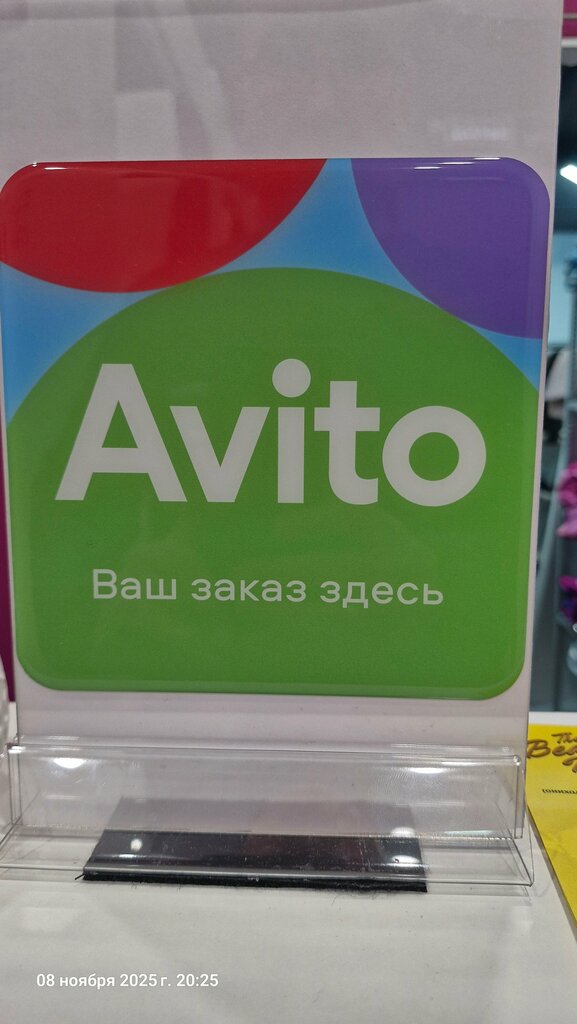 Avito
Ваш заказ здесь
08 ноября 2025 г. 20:25